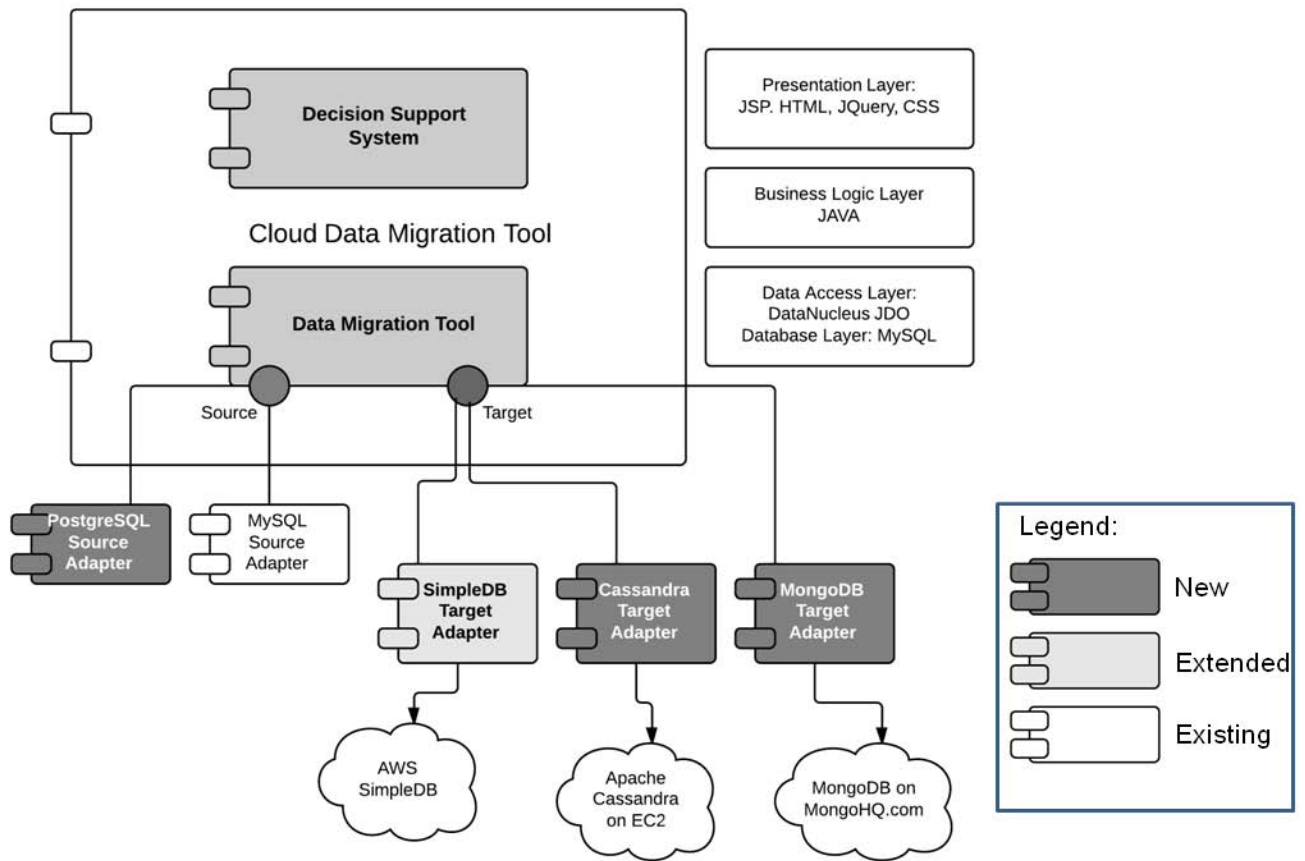 Decision Support
System
Cloud Data Migration Tool
Data Migration Tool
Source
Target
Presentation Layer:
JSP. HTML, JQuery, CSS
Business Logic Layer
JAVA
Data Access Layer:
DataNucleus JDO
Database Layer: MySQL
PostgreSQL
Source
Adapter
MySQL
Source
Adapter
SimpleDB
Target
Adapter
Cassandra
Target
Adapter
MongoDB
Target
Adapter
AWS
SimpleDB
Apache
Cassandra
on EC2
MongoDB on
MongoHQ.com
Legend:
New
Extended
Existing